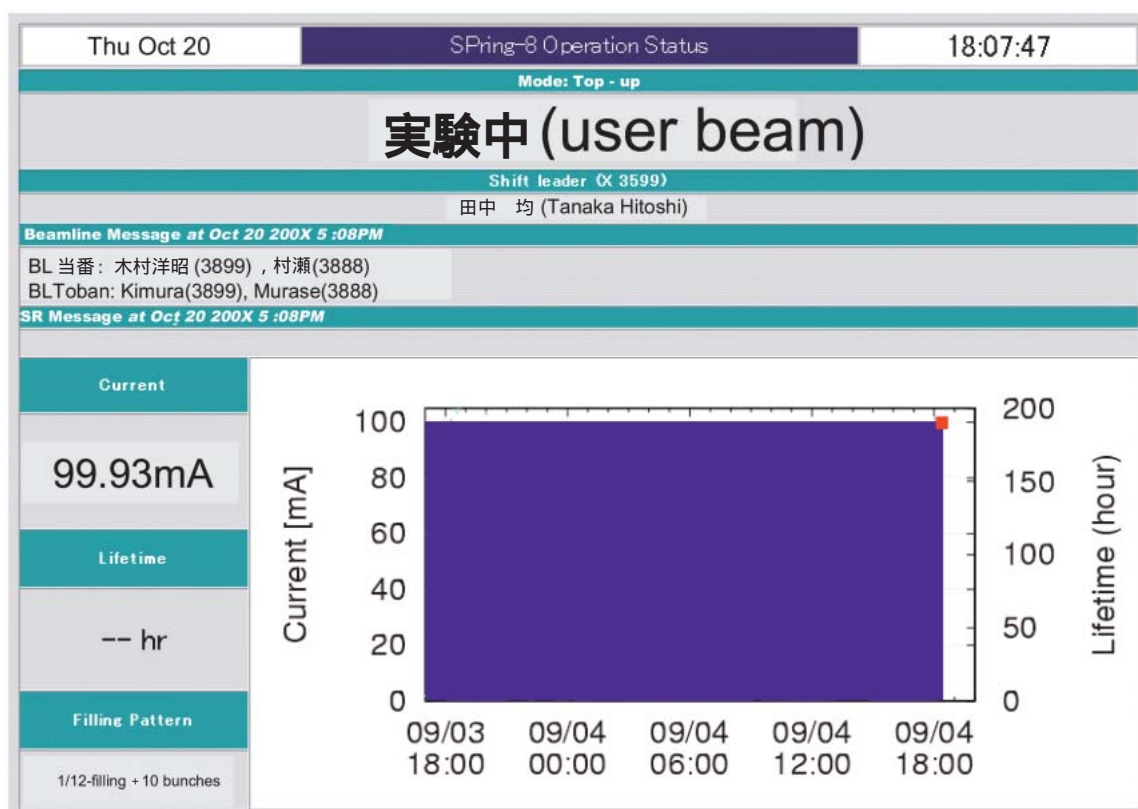 Thu Oct 20 SPring-8 Operation Status 18:07:47
Mode: Top - up
実験中 (user beam)
Shift leader (X 3599)
田中 均 (Tanaka Hitoshi)
Beamline Message at Oct 20 200X 5 :08PM
BL 当番: 木村洋昭 (3899) , 村瀬(3888)
BLToban: Kimura(3899), Murase(3888)
SR Message at Oct 20 200X 5 :08PM
Current
99.93mA
Lifetime
-- hr
Filling Pattern
1/12-filling + 10 bunches
Current [mA]
100
80
60
40
20
0
200
150
100
50
0
Lifetime (hour)
09/03 09/04 09/04 09/04 09/04
18:00 00:00 06:00 12:00 18:00